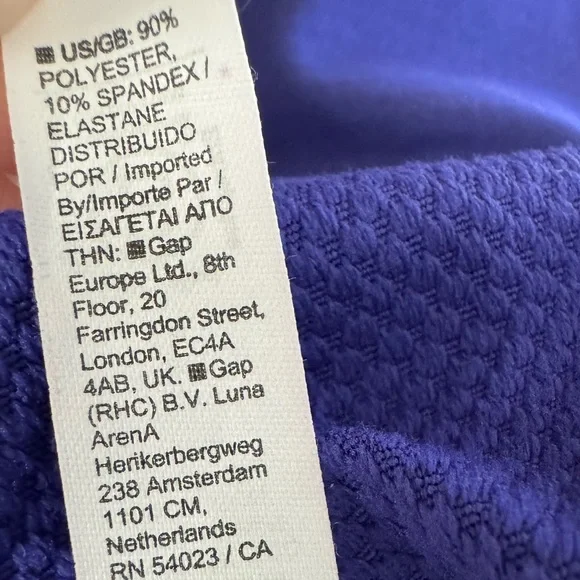 US/GB: 90%
POLYESTER,
10% SPANDEX /
ELASTANE
DISTRIBUIDO
POR / Imported
By/Importe Par /
ΕΙΣΑΓΕΤΑΙ ΑΠΟ
ΤΗΝ: Gap
Europe Ltd., 8th
Floor, 20
Farringdon Street,
London, EC4A
4AB, UK. Gap
(RHC) B.V. Luna
ArenA
Herikerbergweg
238 Amsterdam
1101 CM,
Netherlands
RN 54023 / CA